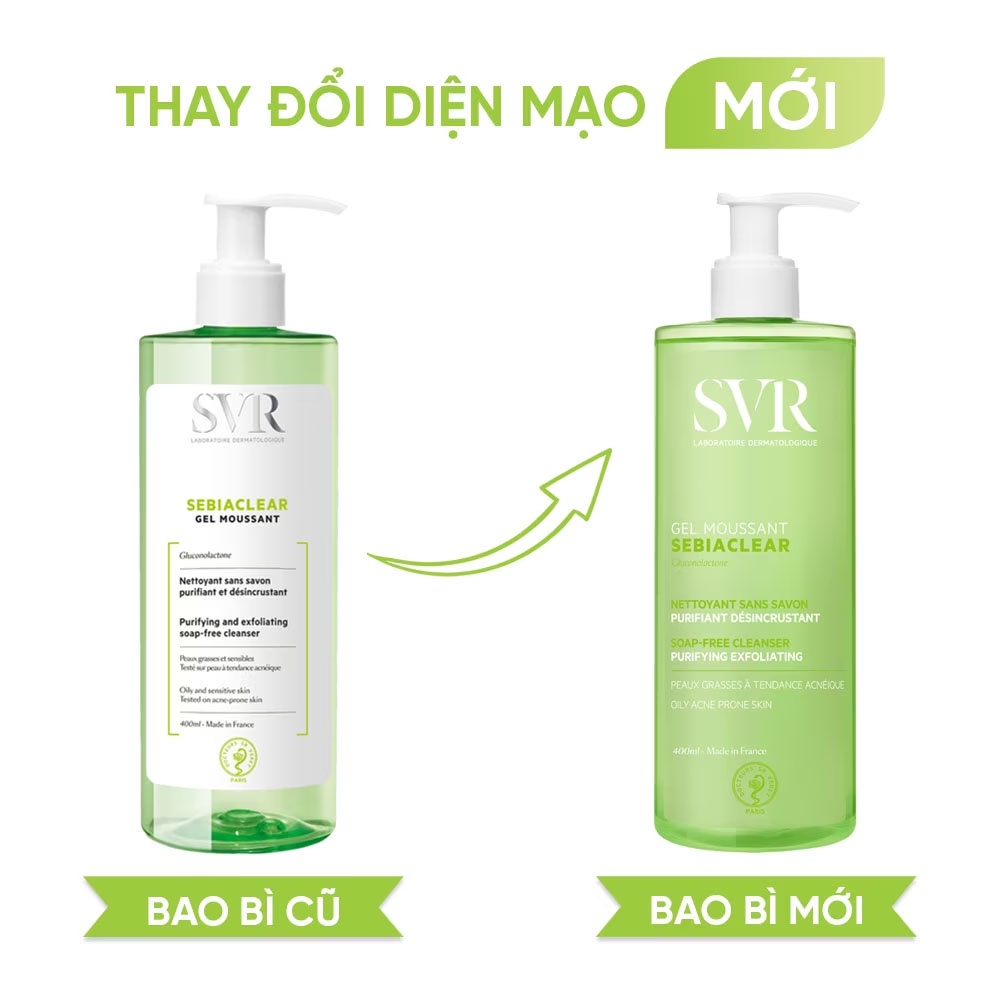 THAY ĐỔI DIỆN MẠO MỚI
SVR
LABORATOIRE DERMATOLOGIQUE
SEBIACLEAR
GEL MOUSSANT
Gluconolactone
Nettoyant sans savon
purifiant et désincrustant
Purifying and exfoliating
soap-free cleanser
Peaux grasses et sensibles
Testé sur peau à tendance acnéique
Oily and sensitive skin
Tested on acne-prone skin
400ml - Made in France
PARIS
BAO BÌ CŨ
SVR
LABORATOIRE DERMATOLOGIQUE
GEL MOUSSANT
SEBIACLEAR
Gluconolactone
NETTOYANT SANS SAVON
PURIFIANT DÉSINCRUSTANT
SOAP-FREE CLEANSER
PURIFYING EXFOLIATING
PEAUX GRASSES À TENDANCE ACNÉIQUE
OILY ACNE PRONE SKIN
400ml - Made in France
PARIS
BAO BÌ MỚI